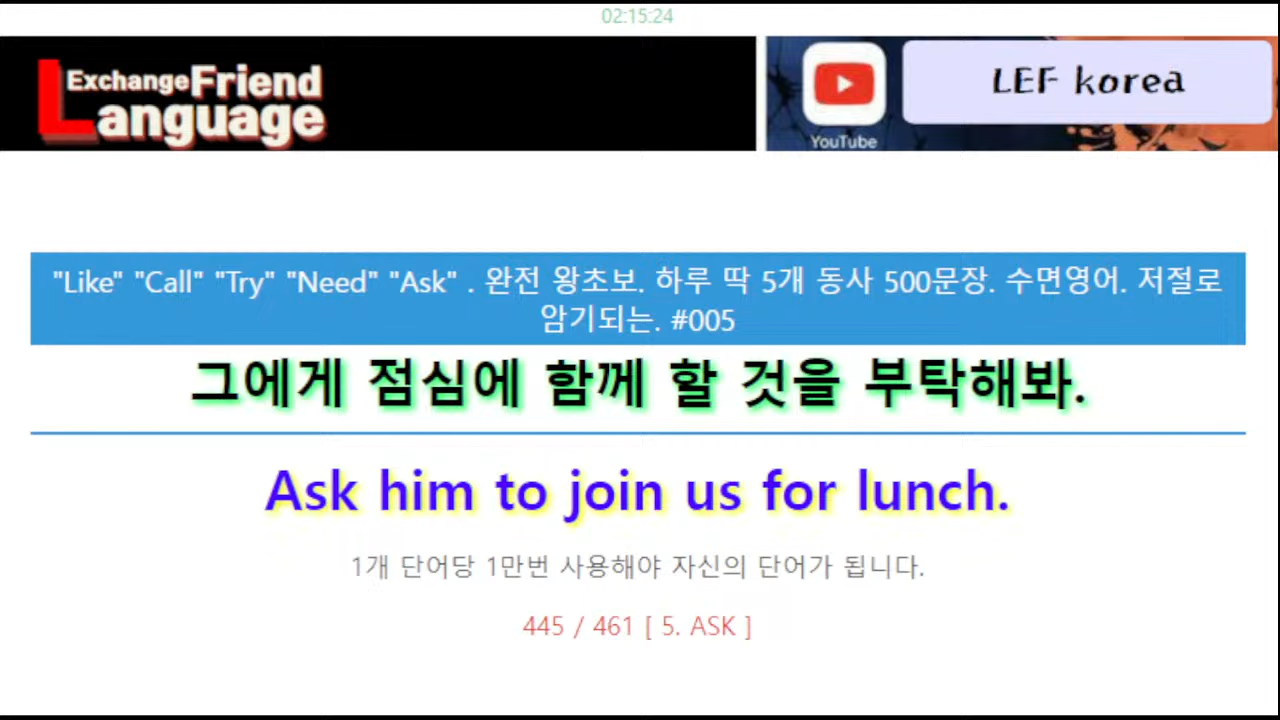 02:15:24
ExchangeFriend
Language
LEF korea
YouTube
"Like" "Call" "Try" "Need" "Ask" . 완전 왕초보. 하루 딱 5개 동사 500문장. 수면영어. 저절로
암기되는. #005
그에게 점심에 함께 할 것을 부탁해봐.
Ask him to join us for lunch.
1개 단어당 1만번 사용해야 자신의 단어가 됩니다.
445 / 461 [ 5. ASK ]